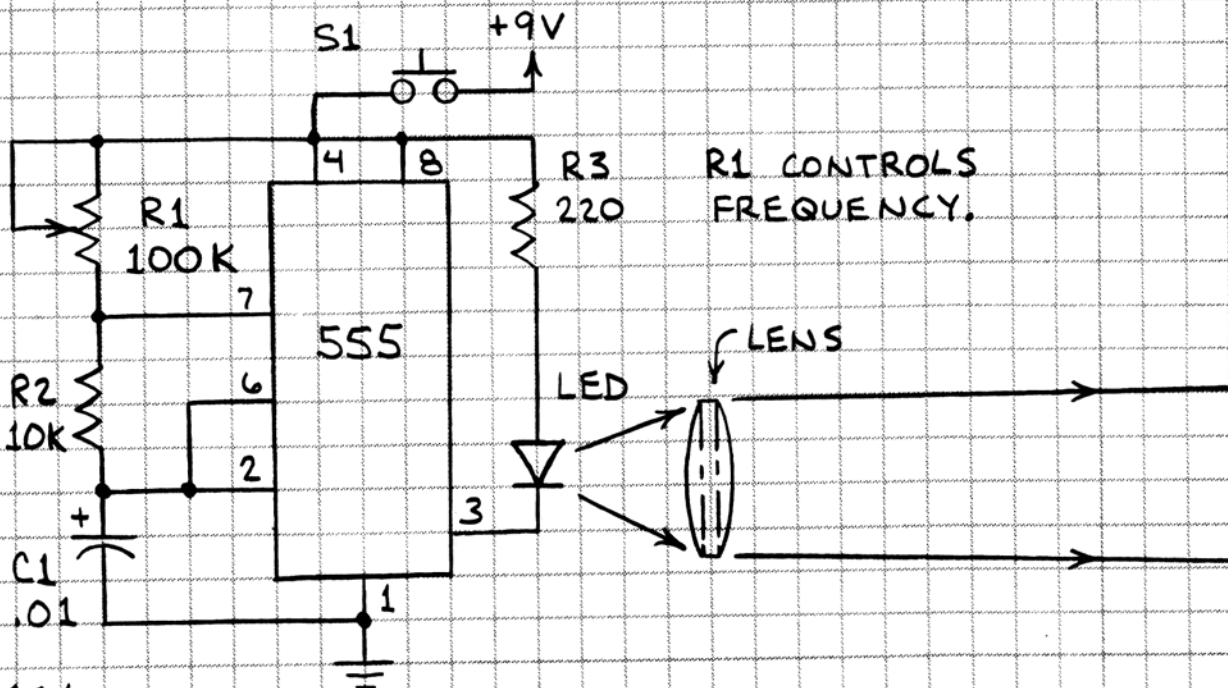 S1
+9V
4
8
R3
220
R1 CONTROLS
FREQUENCY.
R1
100K
7
555
LENS
R2
10K
6
LED
2
3
+
C1
.01
1